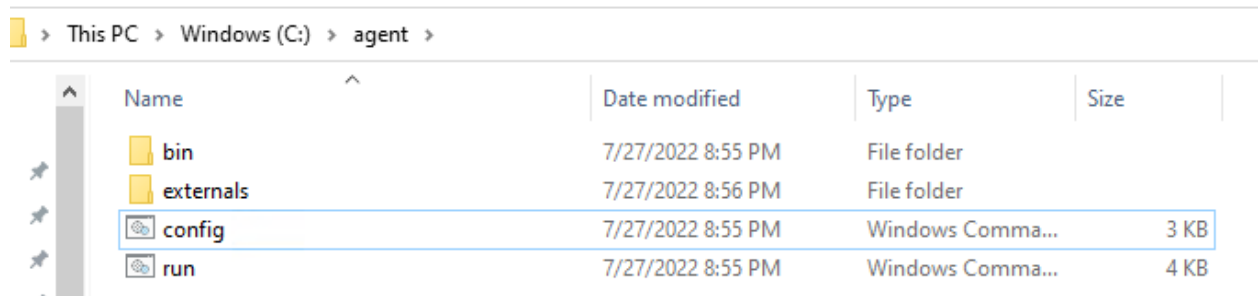 This PC > Windows (C:) > agent >
Name Date modified Type Size
bin 7/27/2022 8:55 PM File folder
externals 7/27/2022 8:56 PM File folder
config 7/27/2022 8:55 PM Windows Comma... 3 KB
run 7/27/2022 8:55 PM Windows Comma... 4 KB